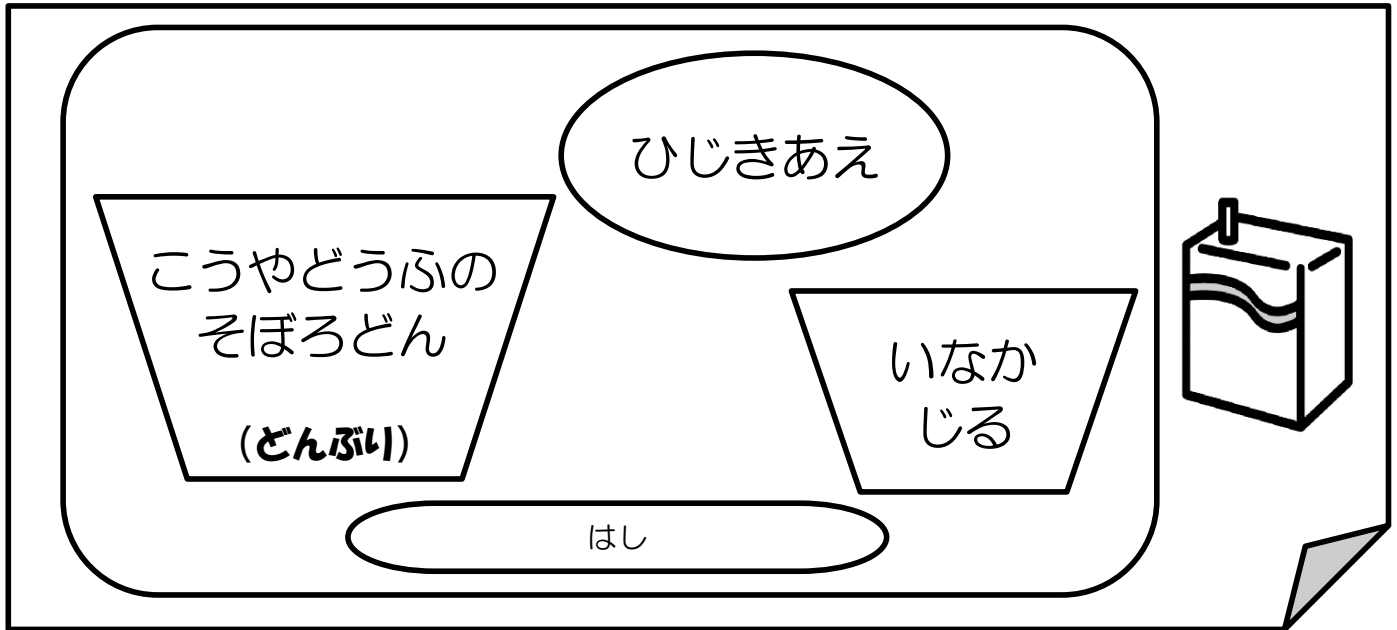 ひじきあえ
こうやどうふの
そぼろどん
(どんぶり)
いなか
じる
はし